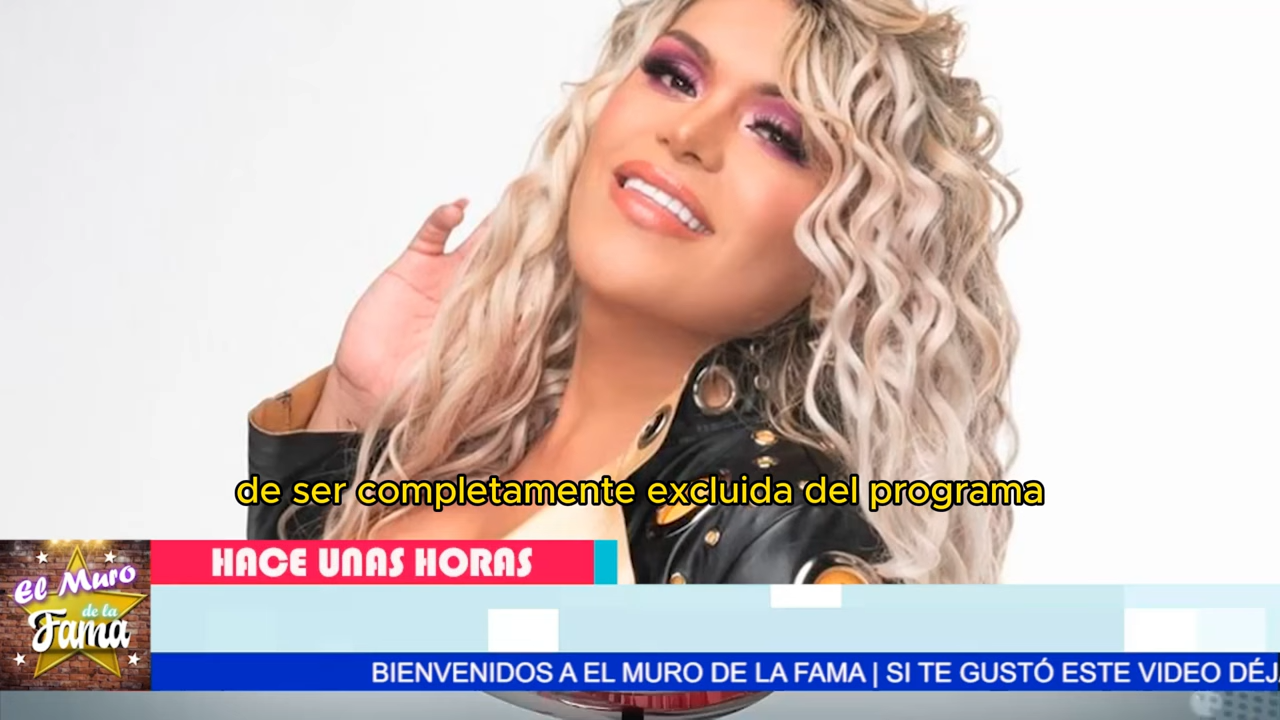 de ser completamente excluida del programa
HACE UNAS HORAS
El Muro
de la
Fama
BIENVENIDOS A EL MURO DE LA FAMA | SI TE GUSTÓ ESTE VIDEO DÉJA